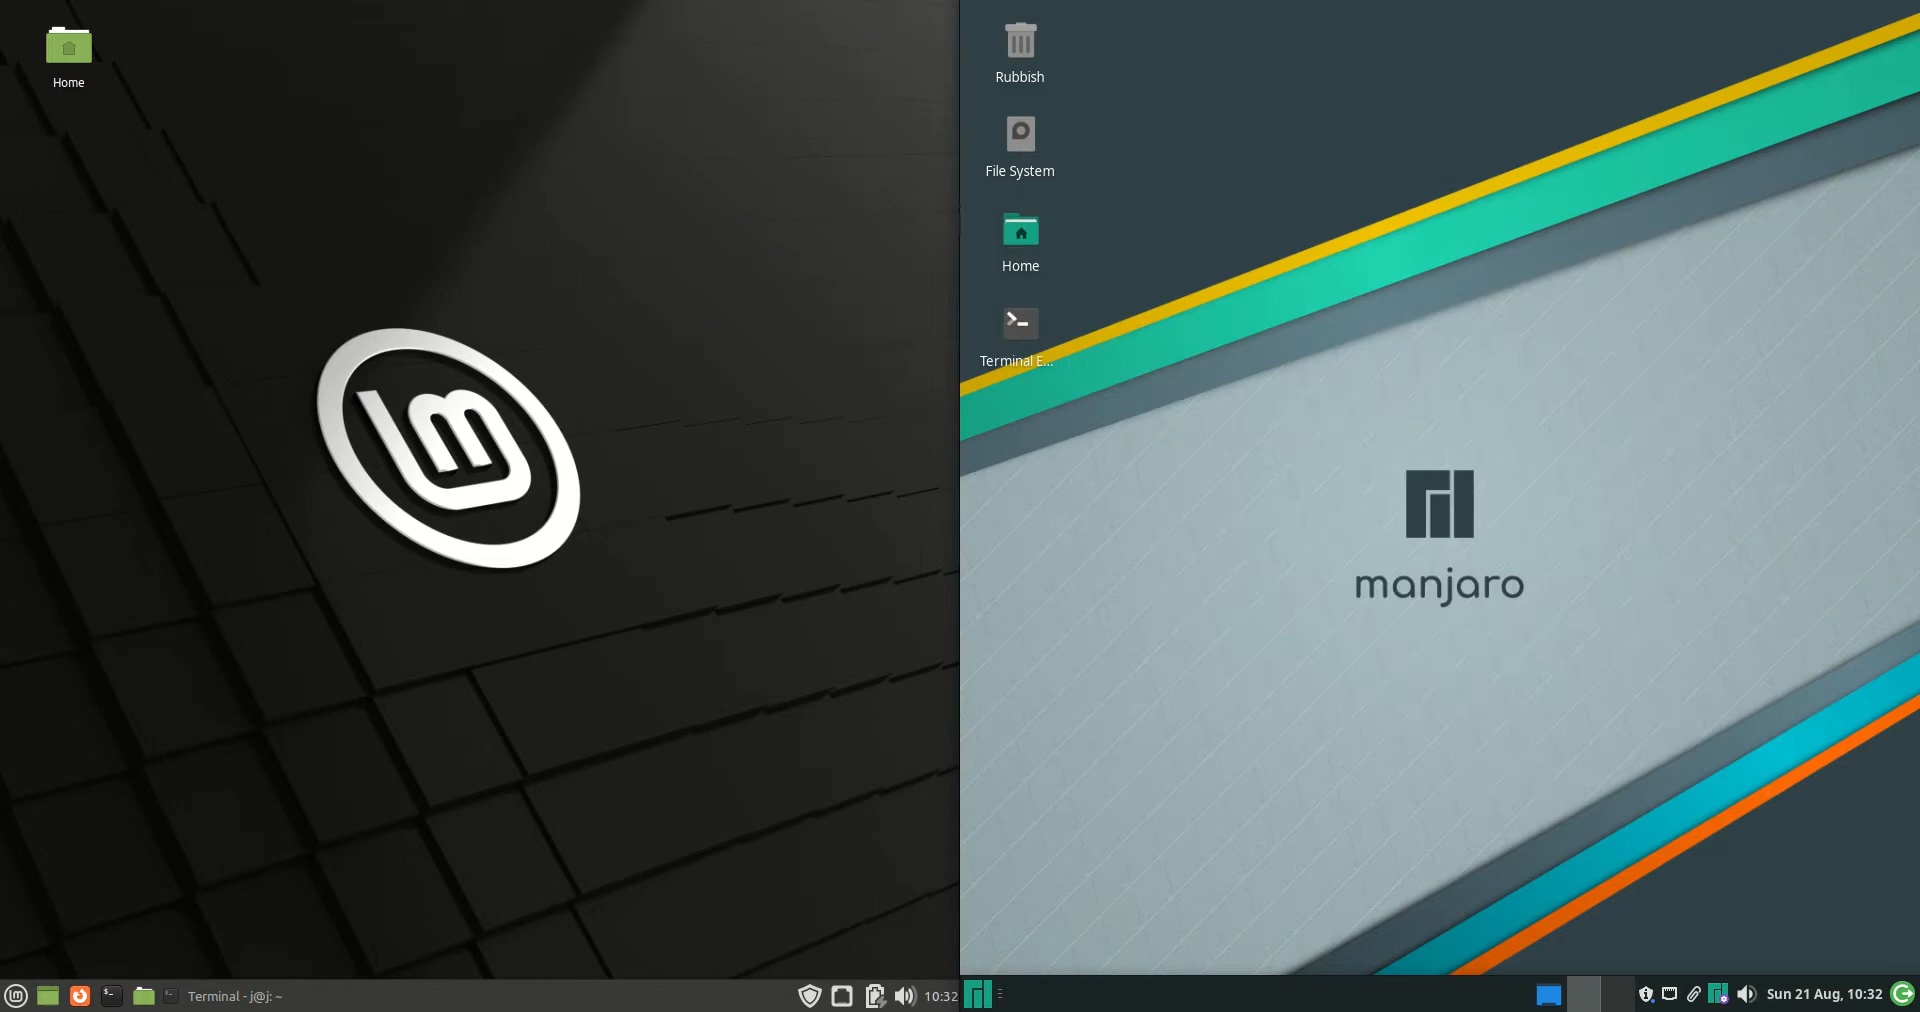 Home
Terminal - j@j: ~
10:32
Rubbish
File System
Home
Terminal E...
manjaro
Sun 21 Aug, 10:32